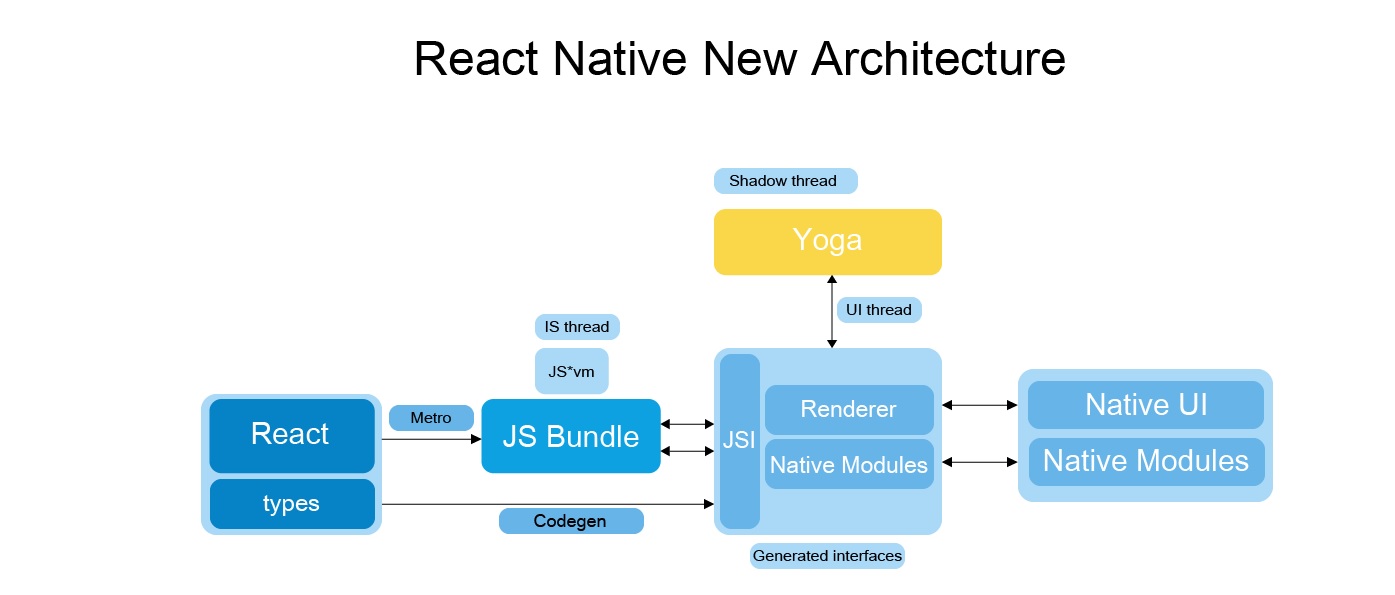 React Native New Architecture
Shadow thread
Yoga
UI thread
IS thread
JS*vm
React
Metro
JS Bundle
types
Codegen
JSI
Renderer
Native Modules
Generated interfaces
Native UI
Native Modules